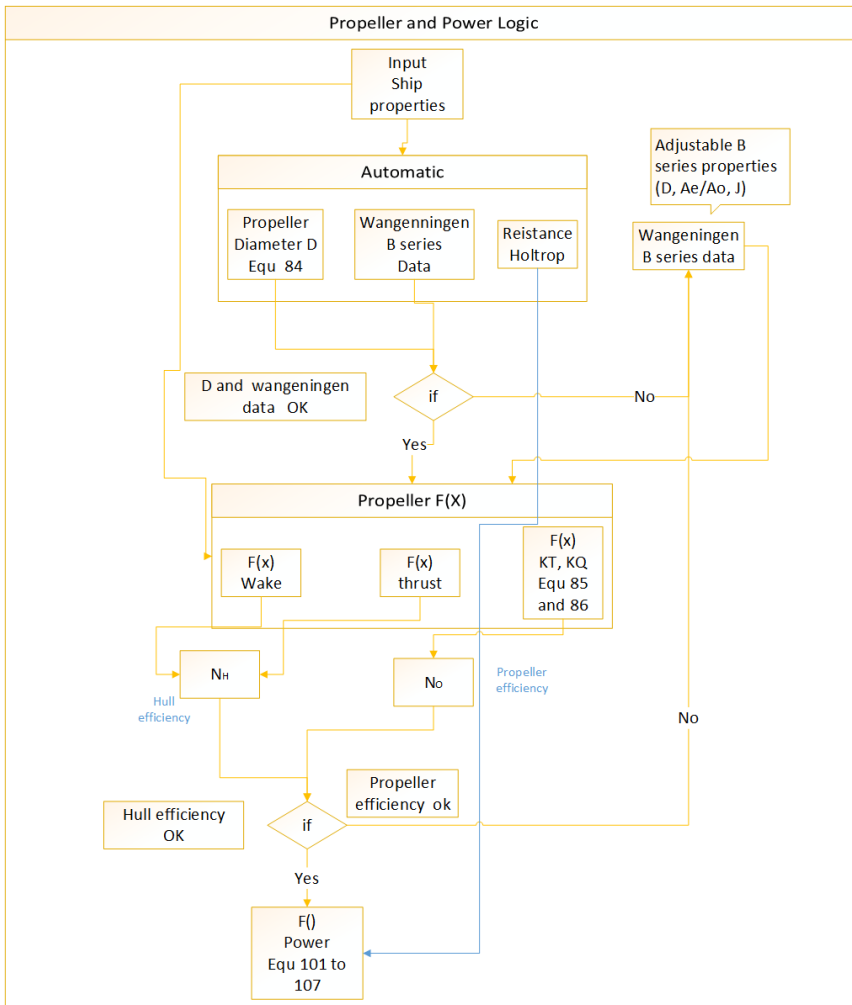 Propeller and Power Logic
Input
Ship
properties
Automatic
Propeller
Diameter D
Equ 84
Wangenningen
B series
Data
Reistance
Holtrop
Adjustable B
series properties
(D, Ae/Ao, J)
Wangeningen
B series data
D and wangeningen
data OK
if
No
Yes
Propeller F(X)
F(x)
Wake
F(x)
thrust
F(x)
KT, KQ
Equ 85
and 86
NH
Hull
efficiency
NO
Propeller
efficiency
No
Propeller
efficiency ok
Hull efficiency
OK
if
Yes
F()
Power
Equ 101 to
107